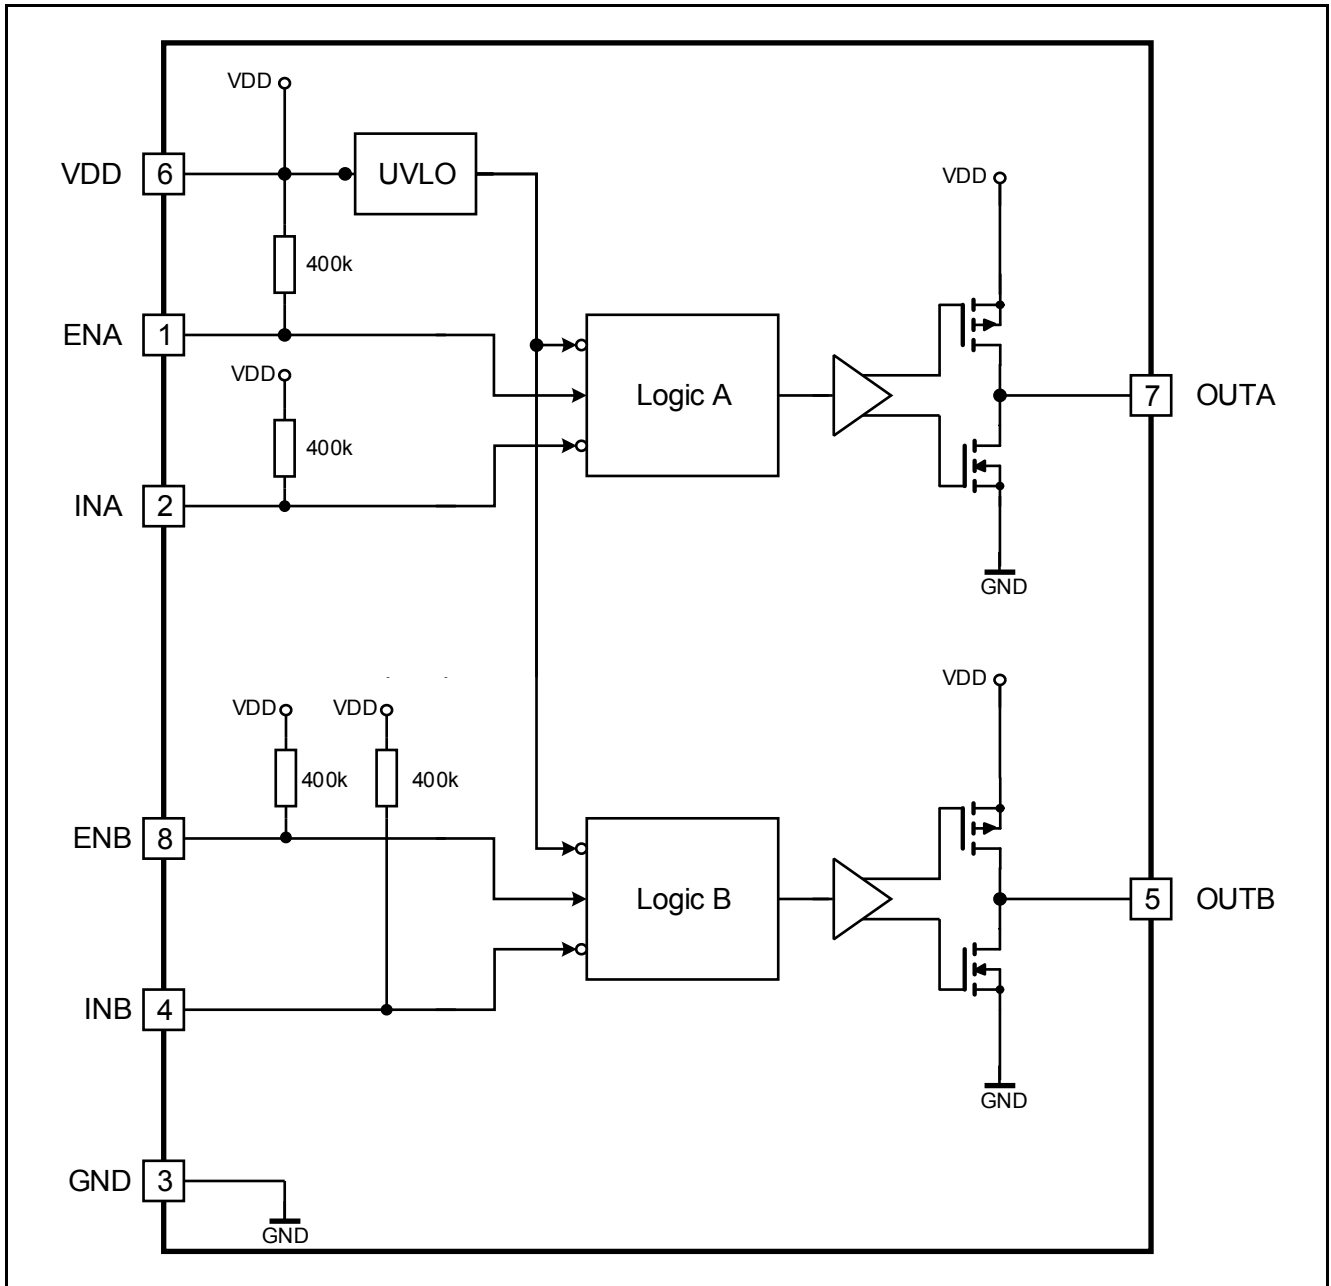 VDD
VDD 6 UVLO
VDD
400k
ENA 1
VDD
Logic A
7 OUTA
400k
INA 2
GND
VDD
VDD VDD
400k 400k
ENB 8
Logic B
5 OUTB
INB 4
GND
GND 3
GND